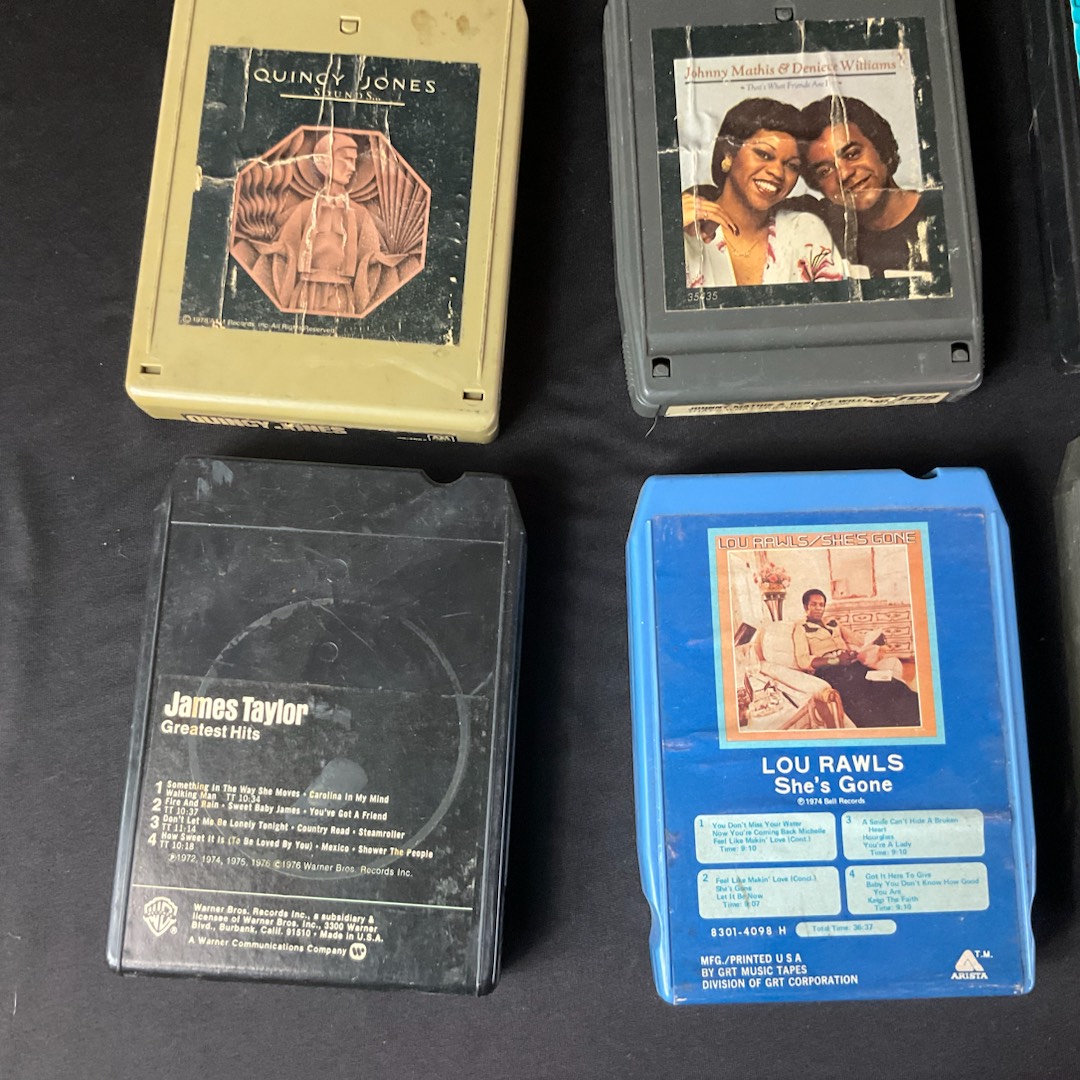 QUINCY JONES
SOUNDS...
Johnny Mathis & Deniece Williams
That's What Friends Are For
35435
QUINCY JONES
JOHNNY MATHIS & DENIECE WILLIAMS
James Taylor
Greatest Hits
1 Something In The Way She Moves • Carolina In My Mind
Walking Man TT 10:34
2 Fire And Rain • Sweet Baby James • You've Got A Friend
TT 10:37
3 Don't Let Me Be Lonely Tonight • Country Road • Steamroller
TT 11:14
4 How Sweet It Is (To Be Loved By You) • Mexico • Shower The People
TT 10:18
℗1972, 1974, 1975, 1976 ©1976 Warner Bros. Records Inc.
Warner Bros. Records Inc., a subsidiary &
licensee of Warner Bros. Inc., 3300 Warner
Blvd., Burbank, Calif. 91510 • Made in U.S.A.
A Warner Communications Company
LOU RAWLS/SHE'S GONE
LOU RAWLS
She's Gone
℗1974 Bell Records
1 You Don't Miss Your Water
Now You're Coming Back Michelle
Feel Like Makin' Love (Cont.)
Time: 9:10
2 Feel Like Makin' Love (Concl.)
She's Gone
Let It Be Now
Time: 9:07
3 A Smile Can't Hide A Broken
Heart
Hourglass
You're A Lady
Time: 9:10
4 Got It Here To Give
Baby You Don't Know How Good
You Are
Keep The Faith
Time: 9:10
8301-4098 H Total Time: 36:37
MFG./PRINTED U S A
BY GRT MUSIC TAPES
DIVISION OF GRT CORPORATION
T.M.
ARISTA